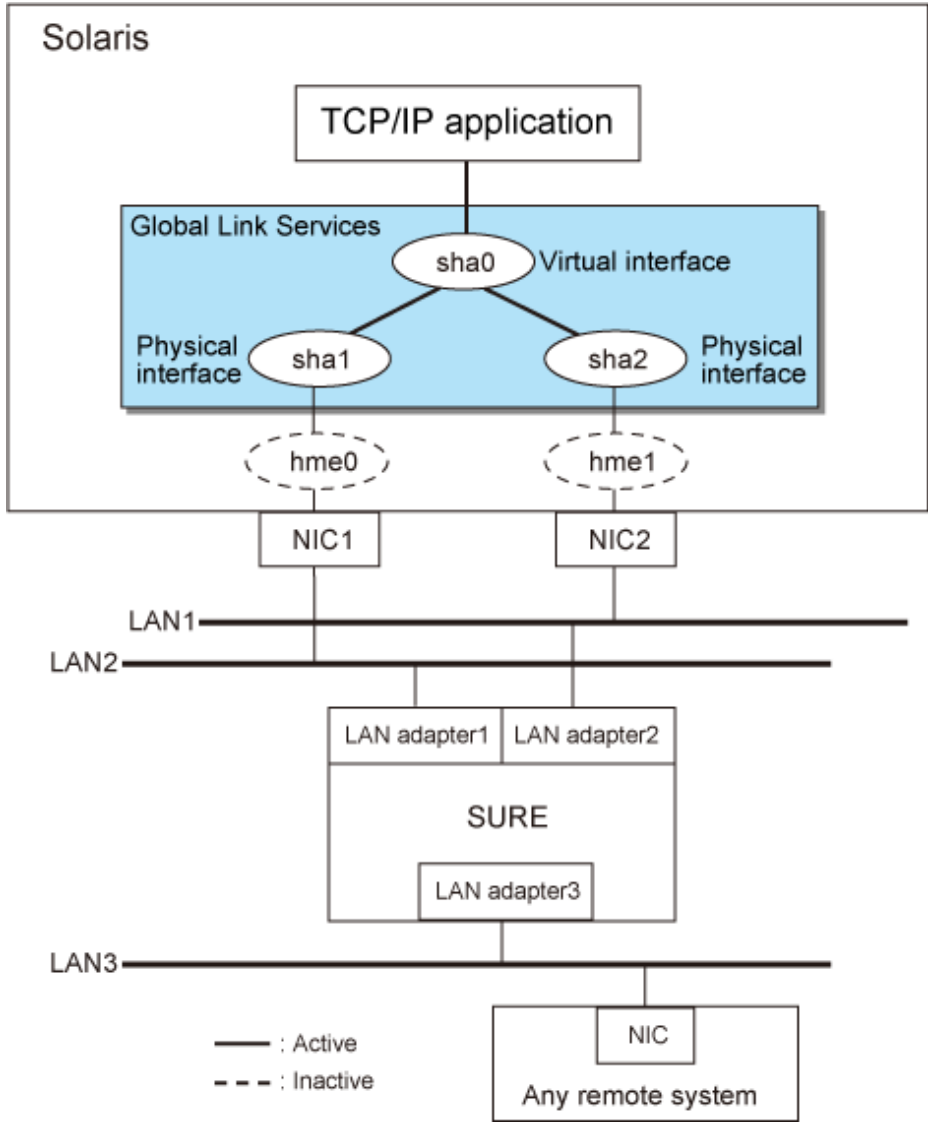 Solaris
TCP/IP application
Global Link Services
sha0
Virtual interface
Physical
interface
sha1
sha2
Physical
interface
hme0
hme1
NIC1
NIC2
LAN1
LAN2
LAN adapter1
LAN adapter2
SURE
LAN adapter3
LAN3
NIC
Any remote system
: Active
: Inactive